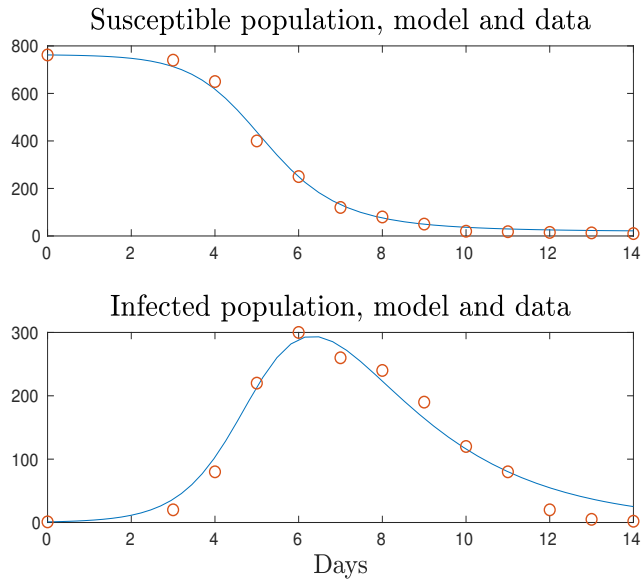 Susceptible population, model and data
800
600
400
200
0
0 2 4 6 8 10 12 14
Infected population, model and data
300
200
100
0
0 2 4 6 8 10 12 14
Days